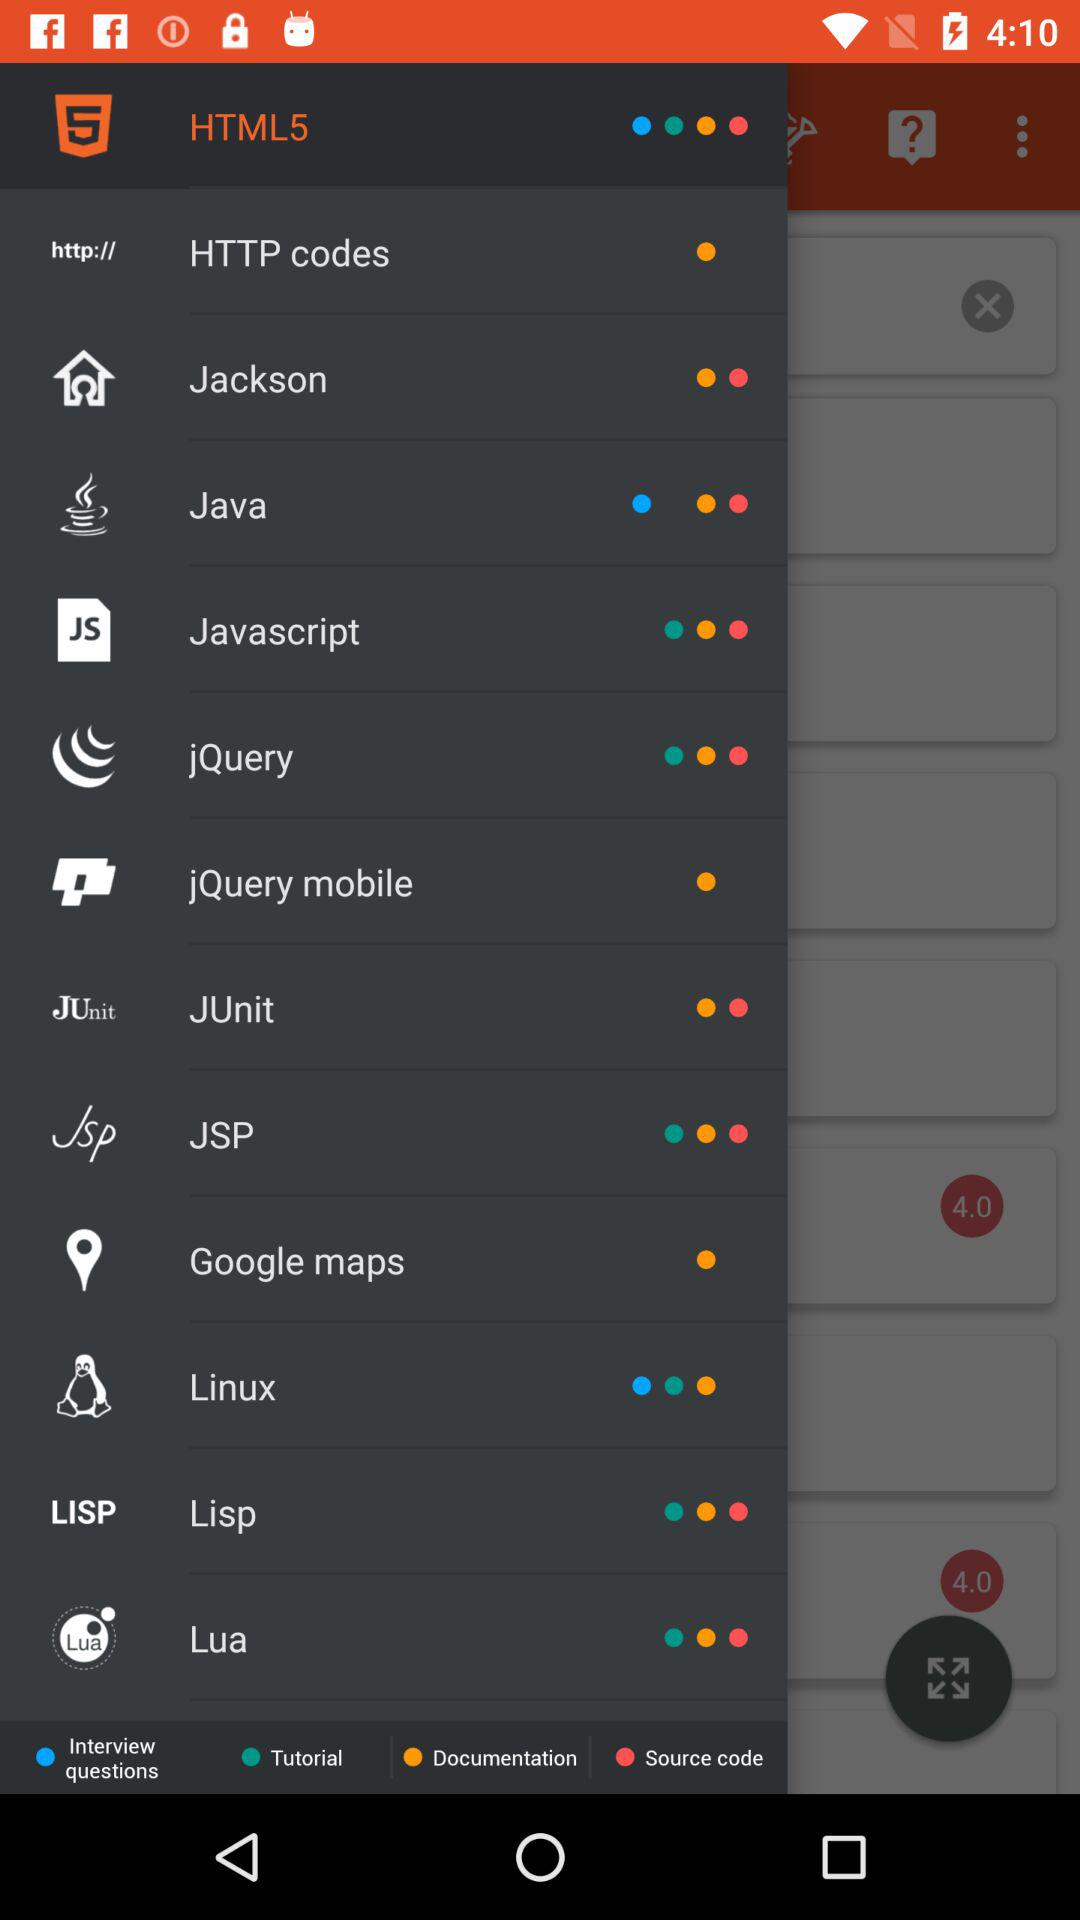 4:10
HTML5
http:// HTTP codes
Jackson
Java
JS Javascript
jQuery
jQuery mobile
JUnit JUnit
Jsp JSP
4.0
Google maps
Linux
LISP Lisp
4.0
Lua Lua
Interview
questions
Tutorial
Documentation
Source code